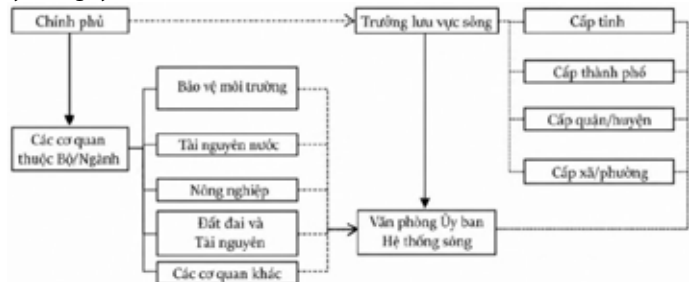 Chính phủ
Trưởng lưu vực sông
Cấp tỉnh
Cấp thành phố
Cấp quận/huyện
Cấp xã/phường
Bảo vệ môi trường
Các cơ quan
thuộc Bộ/Ngành
Tài nguyên nước
Nông nghiệp
Đất đai và
Tài nguyên
Các cơ quan khác
Văn phòng Ủy ban
Hệ thống sông